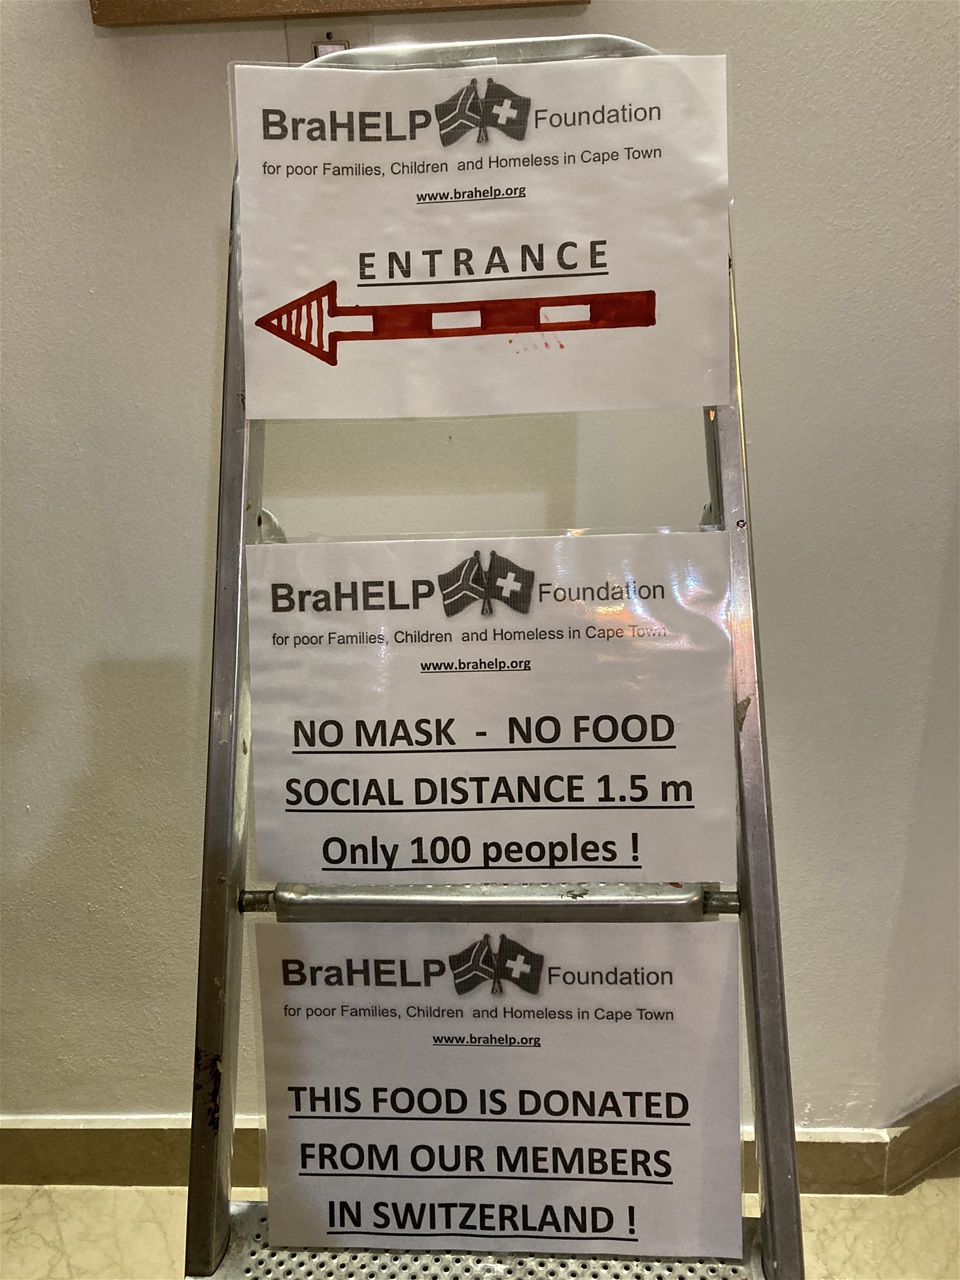 BraHELP Foundation
for poor Families, Children and Homeless in Cape Town
www.brahelp.org
ENTRANCE
BraHELP Foundation
for poor Families, Children and Homeless in Cape Town
www.brahelp.org
NO MASK - NO FOOD
SOCIAL DISTANCE 1.5 m
Only 100 peoples !
BraHELP Foundation
for poor Families, Children and Homeless in Cape Town
www.brahelp.org
THIS FOOD IS DONATED
FROM OUR MEMBERS
IN SWITZERLAND !